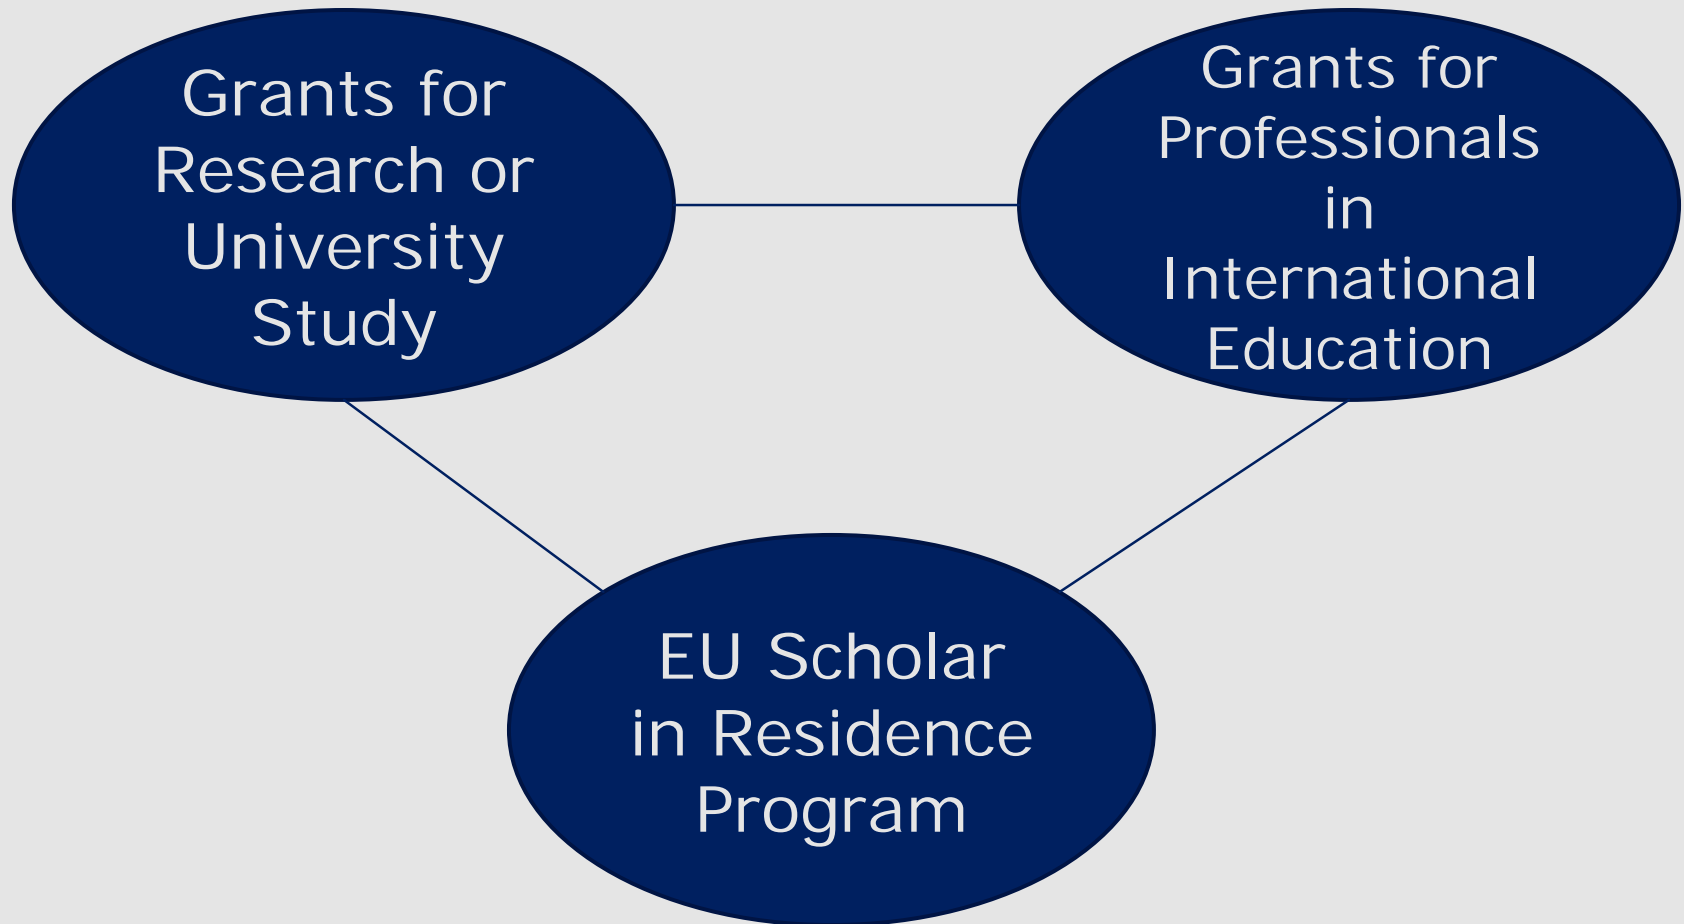 Grants for
Research or
University
Study
Grants for
Professionals
in
International
Education
EU Scholar
in Residence
Program